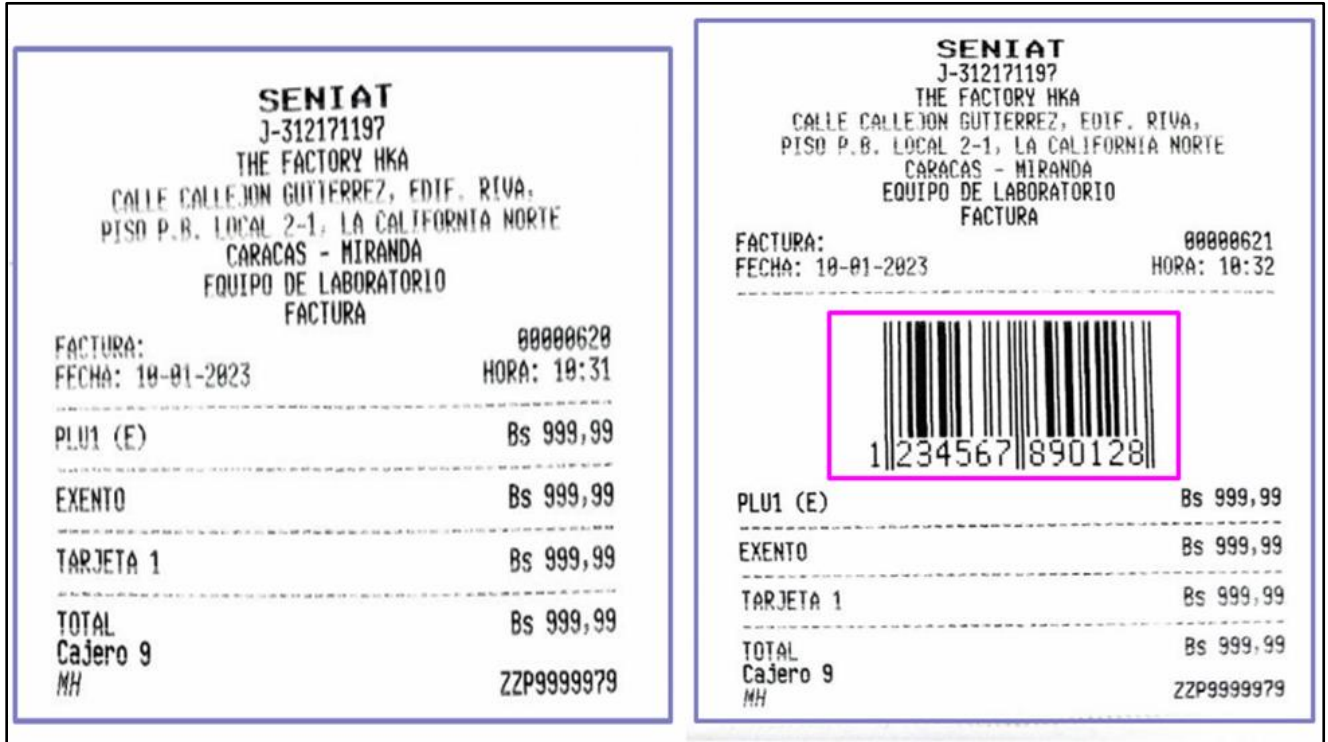 SENIAT
J-312171197
THE FACTORY HKA
CALLE CALLEJON GUTIERREZ, EDIF. RIVA,
PISO P.B. LOCAL 2-1, LA CALIFORNIA NORTE
CARACAS - MIRANDA
EQUIPO DE LABORATORIO
FACTURA
FACTURA: 00000620
FECHA: 10-01-2023 HORA: 10:31
PLU1 (E) Bs 999,99
EXENTO Bs 999,99
TARJETA 1 Bs 999,99
TOTAL Bs 999,99
Cajero 9
MH ZZP9999979
SENIAT
J-312171197
THE FACTORY HKA
CALLE CALLEJON GUTIERREZ, EDIF. RIVA,
PISO P.B. LOCAL 2-1, LA CALIFORNIA NORTE
CARACAS - MIRANDA
EQUIPO DE LABORATORIO
FACTURA
FACTURA: 00000621
FECHA: 10-01-2023 HORA: 10:32
1 234567 890128
PLU1 (E) Bs 999,99
EXENTO Bs 999,99
TARJETA 1 Bs 999,99
TOTAL Bs 999,99
Cajero 9
MH ZZP9999979